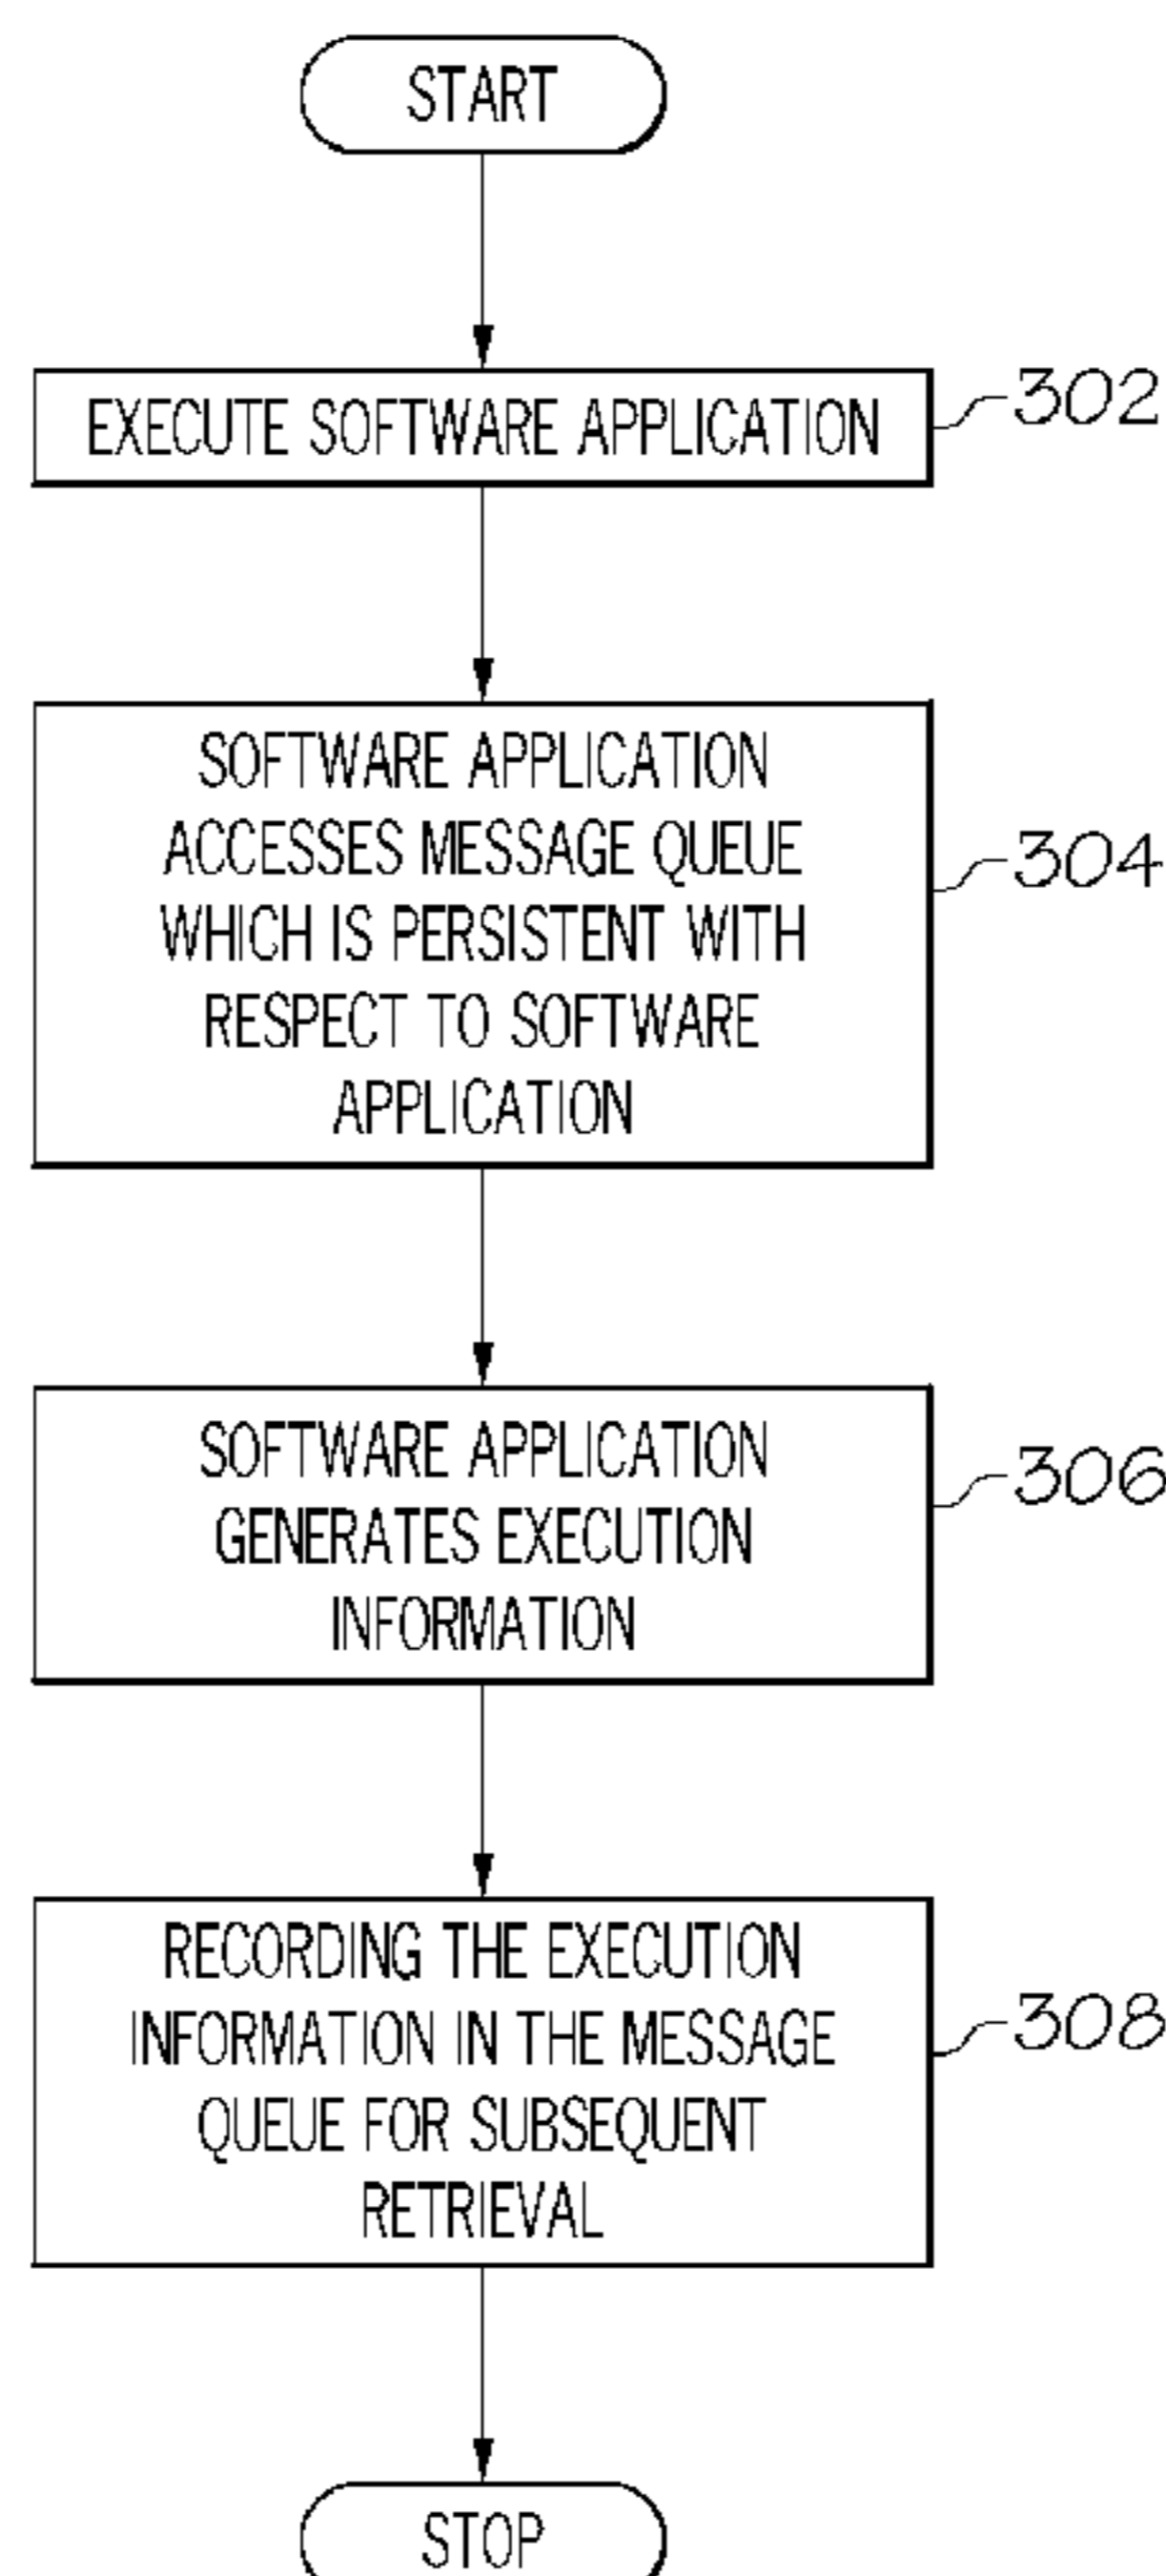 START
EXECUTE SOFTWARE APPLICATION
302
SOFTWARE APPLICATION
ACCESSES MESSAGE QUEUE
WHICH IS PERSISTENT WITH
RESPECT TO SOFTWARE
APPLICATION
304
SOFTWARE APPLICATION
GENERATES EXECUTION
INFORMATION
306
RECORDING THE EXECUTION
INFORMATION IN THE MESSAGE
QUEUE FOR SUBSEQUENT
RETRIEVAL
308
STOP